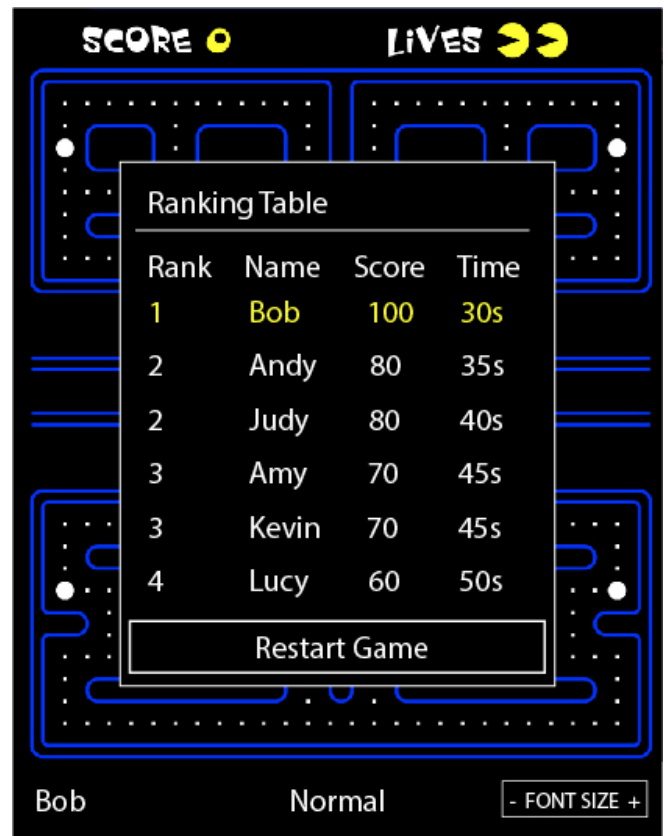 SCORE 0
LiVES
Ranking Table
Rank Name Score Time
1 Bob 100 30s
2 Andy 80 35s
2 Judy 80 40s
3 Amy 70 45s
3 Kevin 70 45s
4 Lucy 60 50s
Restart Game
Bob Normal - FONT SIZE +